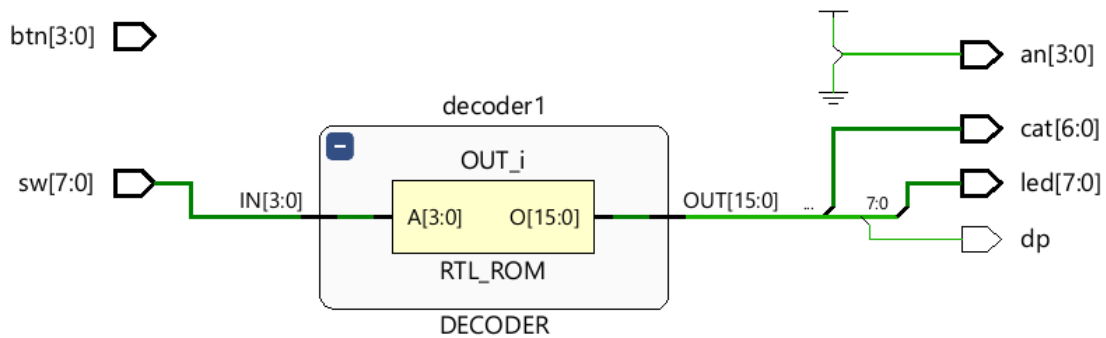 btn[3:0]
an[3:0]
decoder1
cat[6:0]
−
OUT_i
sw[7:0]
IN[3:0]
A[3:0]
O[15:0]
OUT[15:0]
...
7:0
led[7:0]
dp
RTL_ROM
DECODER